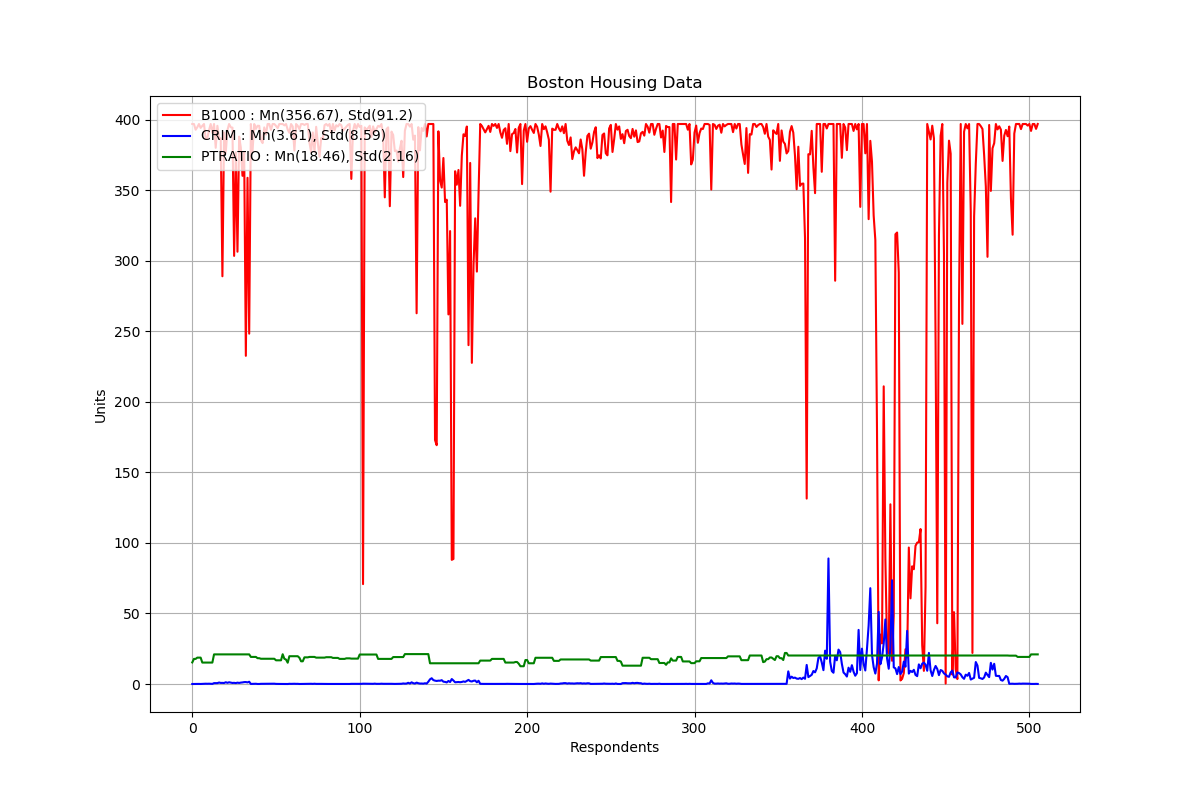 Boston Housing Data
B1000 : Mn(356.67), Std(91.2)
CRIM : Mn(3.61), Std(8.59)
PTRATIO : Mn(18.46), Std(2.16)
Units
400
350
300
250
200
150
100
50
0
0 100 200 300 400 500
Respondents